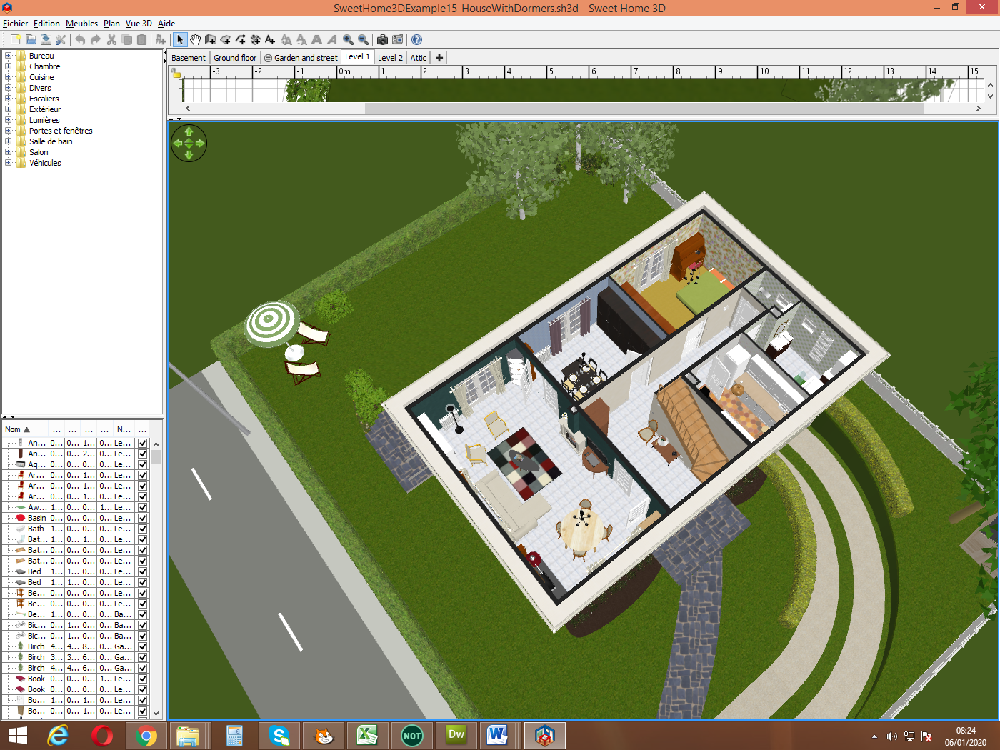 SweetHome3DExample15-HouseWithDormers.sh3d - Sweet Home 3D
Fichier Edition Meubles Plan Vue 3D Aide
Bureau
Chambre
Cuisine
Divers
Escaliers
Extérieur
Lumières
Portes et fenêtres
Salle de bain
Salon
Véhicules
Basement Ground floor Garden and street Level 1 Level 2 Attic
-3 -2 -1 0m 1 2 3 4 5 6 7 8 9 10 11 12 13 14 15
Nom ... ... ... ... N... ...
An... 0... 0... 1... 0... Le...
An... 0... 0... 2... 0... Le...
Aq... 0... 0... 0... 0... Le...
Ar... 0... 0... 1... 0... Le...
Ar... 0... 0... 1... 0... Le...
Ar... 0... 0... 1... 0... Le...
Aw... 1... 0... 0... 1... Le...
Basin 0... 0... 0... 0... Le...
Bath 1... 0... 0... 0... Le...
Bat... 1... 0... 1... 0... Le...
Bat... 0... 0... 0... 0... Le...
Bat... 0... 0... 0... 0... Le...
Bed 1... 1... 0... 0... Le...
Bed 1... 1... 0... 0... Le...
Be... 0... 0... 0... 0... Le...
Be... 0... 0... 0... 0... Le...
Be... 1... 0... 0... 0... Ba...
Bic... 0... 1... 0... 0... Ba...
Bic... 0... 1... 0... 0... Ba...
Birch 4... 4... 8... 0... Ga...
Birch 3... 3... 6... 0... Ga...
Birch 4... 4... 6... 0... Ga...
Book 0... 0... 0... 1... Le...
Book 0... 0... 0... 0... Le...
Bo... 1... 0... 1... 0... Le...
Bo... 0... 0... 1... 0... Le...
NOT
Dw
08:24
06/01/2020